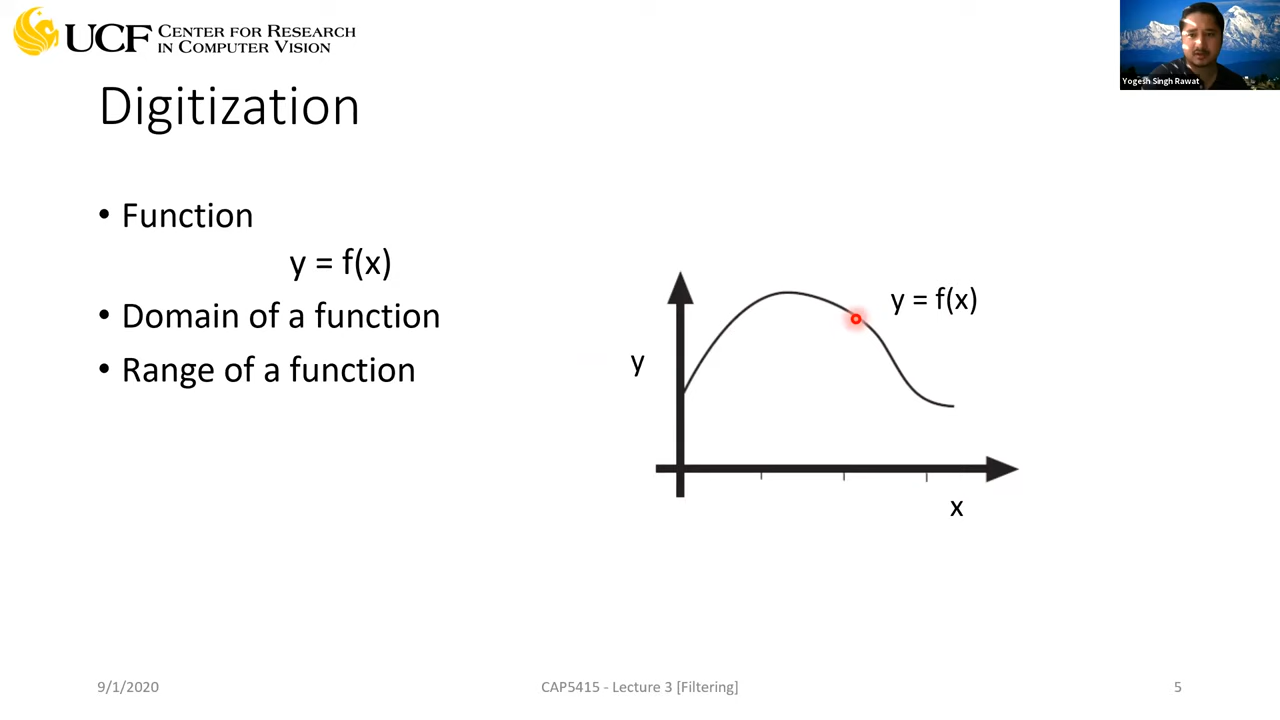 UCF CENTER FOR RESEARCH
IN COMPUTER VISION
Yogesh Singh Rawat
Digitization
• Function
y = f(x)
• Domain of a function
• Range of a function
y = f(x)
y
x
9/1/2020
CAP5415 - Lecture 3 [Filtering]
5